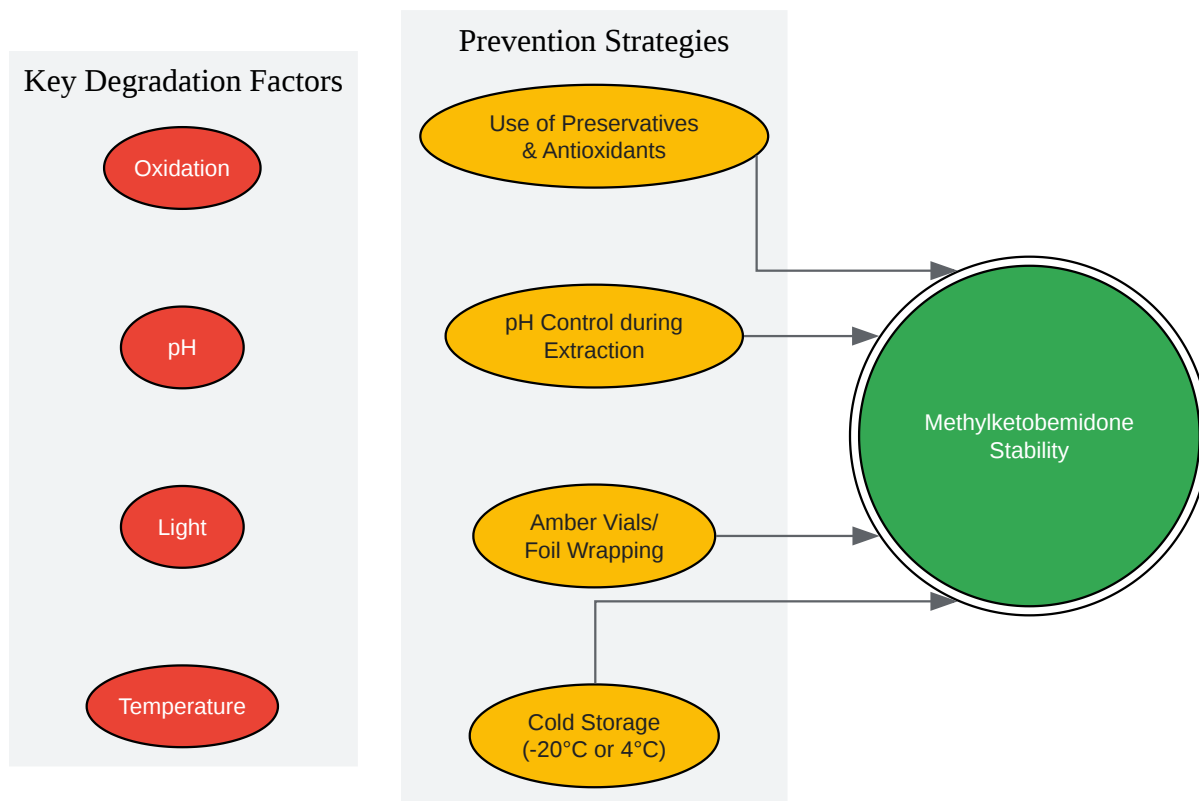 Key Degradation Factors
Oxidation
pH
Light
Temperature
Prevention Strategies
Use of Preservatives
& Antioxidants
pH Control during
Extraction
Amber Vials/
Foil Wrapping
Cold Storage
(-20°C or 4°C)
Methylketobemidone
Stability